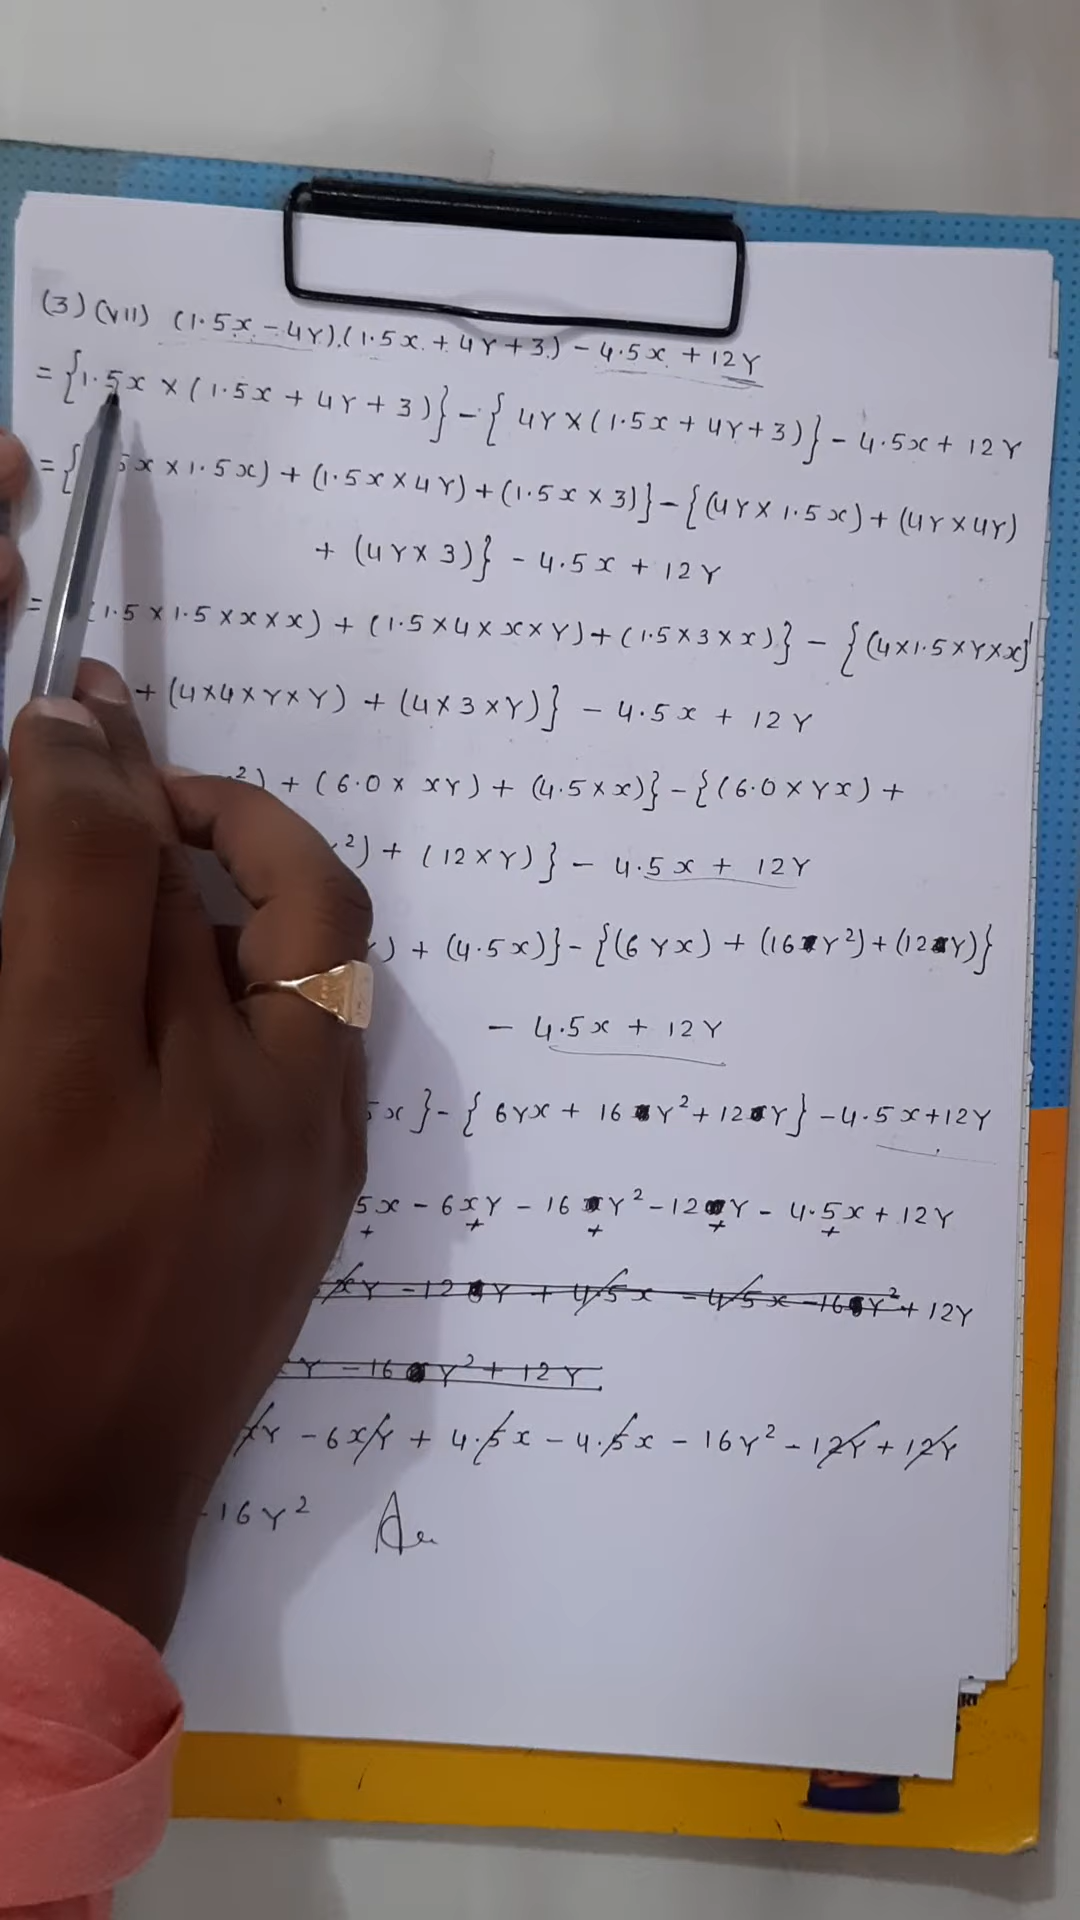 (3) (VII) (1.5x - 4Y).(1.5x + 4Y + 3) - 4.5x + 12Y
= {1.5x × (1.5x + 4Y + 3)} - { 4Y × (1.5x + 4Y + 3)} - 4.5x + 12Y
= { 5x × 1.5x) + (1.5x × 4Y) + (1.5x × 3)} - {(4Y × 1.5x) + (4Y × 4Y)
+ (4Y × 3)} - 4.5x + 12Y
= (1.5 × 1.5 × x × x) + (1.5 × 4 × x × Y) + (1.5 × 3 × x)} - {(4 × 1.5 × Y × x)
+ (4 × 4 × Y × Y) + (4 × 3 × Y)} - 4.5x + 12Y
²) + (6.0 × xY) + (4.5 × x)} - {(6.0 × Yx) +
²) + (12 × Y)} - 4.5x + 12Y
) + (4.5x)} - {(6Yx) + (16Y²) + (12Y)}
- 4.5x + 12Y
5x} - {6Yx + 16Y² + 12Y} - 4.5x + 12Y
5x - 6xY - 16Y² - 12Y - 4.5x + 12Y
+ + + + +
xY - 12Y + 4.5x - 4.5x - 16Y² + 12Y
Y - 16Y² + 12Y
xY - 6xY + 4.5x - 4.5x - 16Y² - 12Y + 12Y
- 16Y²